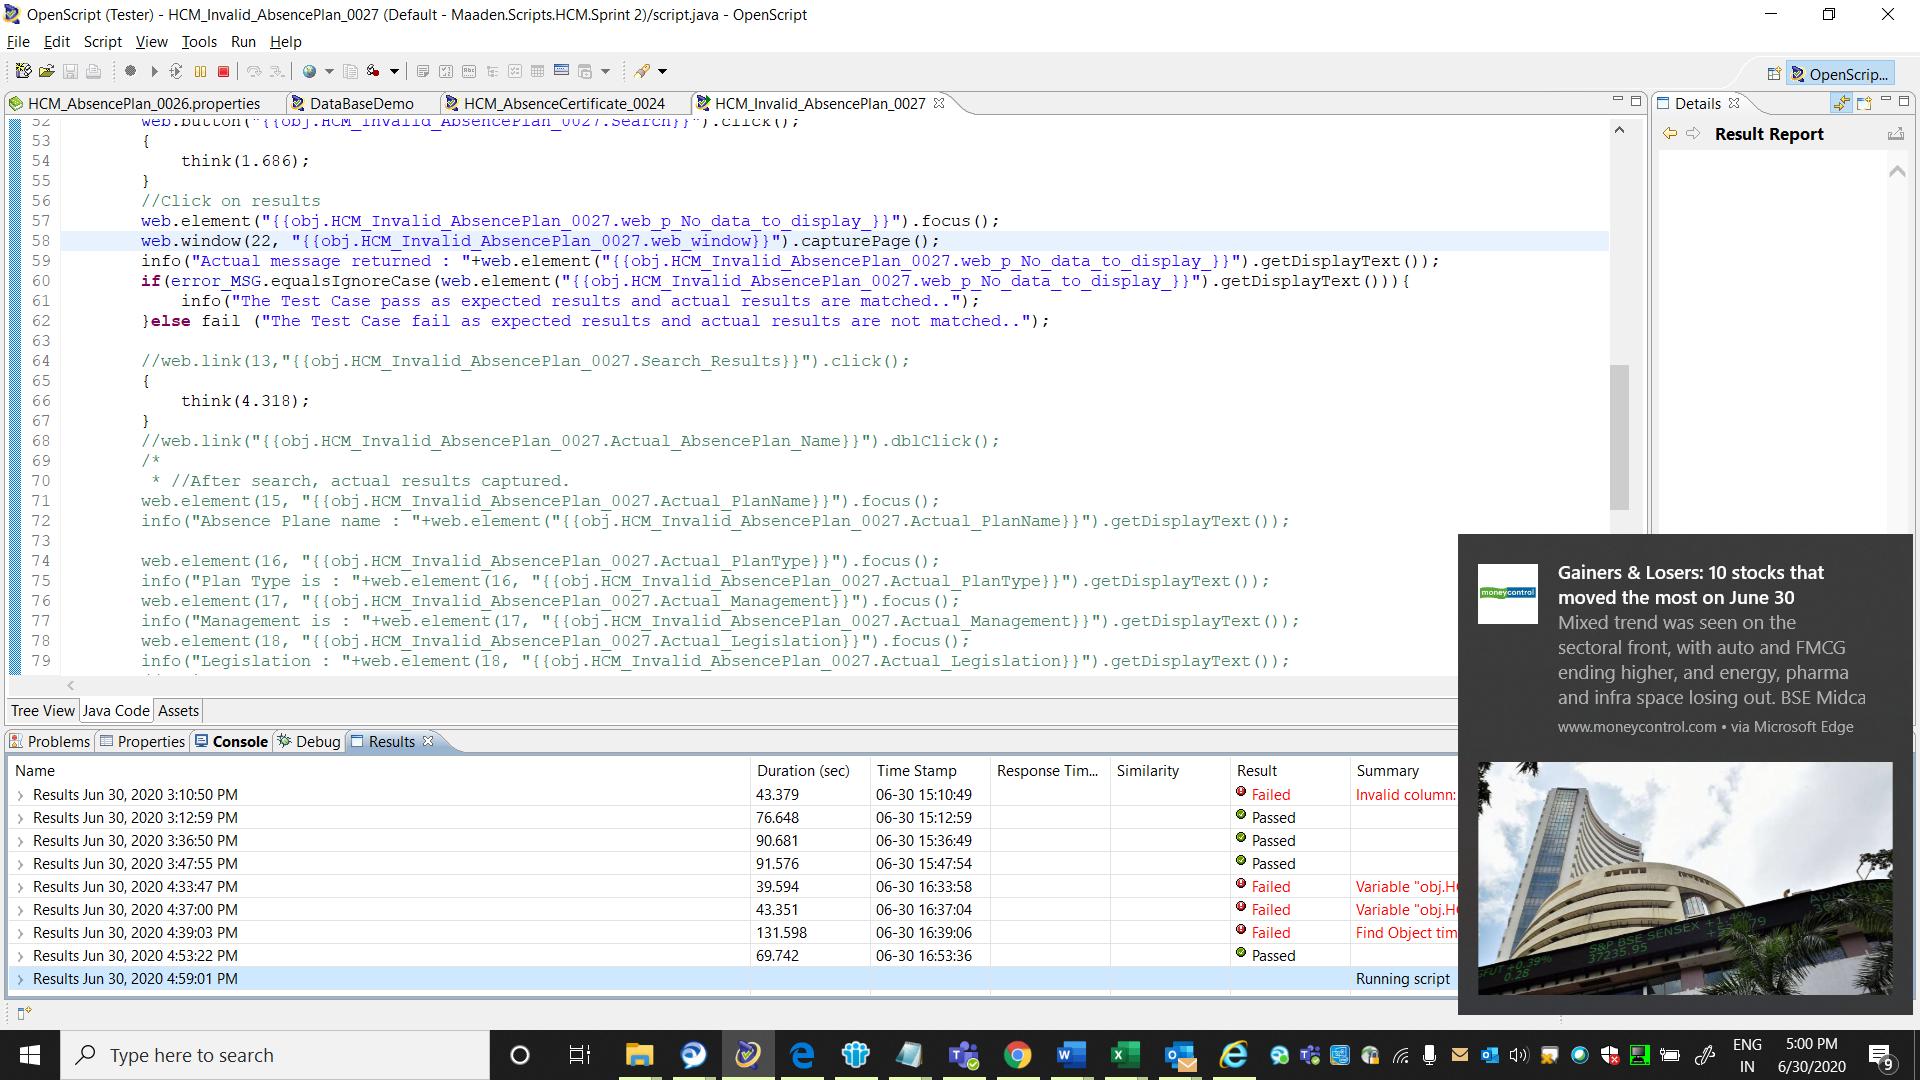 OpenScript (Tester) - HCM_Invalid_AbsencePlan_0027 (Default - Maaden.Scripts.HCM.Sprint 2)/script.java - OpenScript
File Edit Script View Tools Run Help
OpenScrip...
HCM_AbsencePlan_0026.properties DataBaseDemo HCM_AbsenceCertificate_0024 HCM_Invalid_AbsencePlan_0027
Details
Result Report
52 web.button("{{obj.HCM_Invalid_AbsencePlan_0027.Search}}").click();
53 {
54 think(1.686);
55 }
56 //Click on results
57 web.element("{{obj.HCM_Invalid_AbsencePlan_0027.web_p_No_data_to_display_}}").focus();
58 web.window(22, "{{obj.HCM_Invalid_AbsencePlan_0027.web_window}}").capturePage();
59 info("Actual message returned : "+web.element("{{obj.HCM_Invalid_AbsencePlan_0027.web_p_No_data_to_display_}}").getDisplayText());
60 if(error_MSG.equalsIgnoreCase(web.element("{{obj.HCM_Invalid_AbsencePlan_0027.web_p_No_data_to_display_}}").getDisplayText())){
61 info("The Test Case pass as expected results and actual results are matched..");
62 }else fail ("The Test Case fail as expected results and actual results are not matched..");
63
64 //web.link(13,"{{obj.HCM_Invalid_AbsencePlan_0027.Search_Results}}").click();
65 {
66 think(4.318);
67 }
68 //web.link("{{obj.HCM_Invalid_AbsencePlan_0027.Actual_AbsencePlan_Name}}").dblClick();
69 /*
70 * //After search, actual results captured.
71 web.element(15, "{{obj.HCM_Invalid_AbsencePlan_0027.Actual_PlanName}}").focus();
72 info("Absence Plane name : "+web.element("{{obj.HCM_Invalid_AbsencePlan_0027.Actual_PlanName}}").getDisplayText());
73
74 web.element(16, "{{obj.HCM_Invalid_AbsencePlan_0027.Actual_PlanType}}").focus();
75 info("Plan Type is : "+web.element(16, "{{obj.HCM_Invalid_AbsencePlan_0027.Actual_PlanType}}").getDisplayText());
76 web.element(17, "{{obj.HCM_Invalid_AbsencePlan_0027.Actual_Management}}").focus();
77 info("Management is : "+web.element(17, "{{obj.HCM_Invalid_AbsencePlan_0027.Actual_Management}}").getDisplayText());
78 web.element(18, "{{obj.HCM_Invalid_AbsencePlan_0027.Actual_Legislation}}").focus();
79 info("Legislation : "+web.element(18, "{{obj.HCM_Invalid_AbsencePlan_0027.Actual_Legislation}}").getDisplayText());
Tree View Java Code Assets
Problems Properties Console Debug Results
Name Duration (sec) Time Stamp Response Tim... Similarity Result Summary
Results Jun 30, 2020 3:10:50 PM 43.379 06-30 15:10:49 Failed Invalid column:
Results Jun 30, 2020 3:12:59 PM 76.648 06-30 15:12:59 Passed
Results Jun 30, 2020 3:36:50 PM 90.681 06-30 15:36:49 Passed
Results Jun 30, 2020 3:47:55 PM 91.576 06-30 15:47:54 Passed
Results Jun 30, 2020 4:33:47 PM 39.594 06-30 16:33:58 Failed Variable "obj.H
Results Jun 30, 2020 4:37:00 PM 43.351 06-30 16:37:04 Failed Variable "obj.H
Results Jun 30, 2020 4:39:03 PM 131.598 06-30 16:39:06 Failed Find Object tim
Results Jun 30, 2020 4:53:22 PM 69.742 06-30 16:53:36 Passed
Results Jun 30, 2020 4:59:01 PM Running script
moneycontrol
Gainers & Losers: 10 stocks that
moved the most on June 30
Mixed trend was seen on the
sectoral front, with auto and FMCG
ending higher, and energy, pharma
and infra space losing out. BSE Midca
www.moneycontrol.com • via Microsoft Edge
S&P BSE SENSEX
37235.95
0.28
Type here to search
ENG
IN
5:00 PM
6/30/2020
9